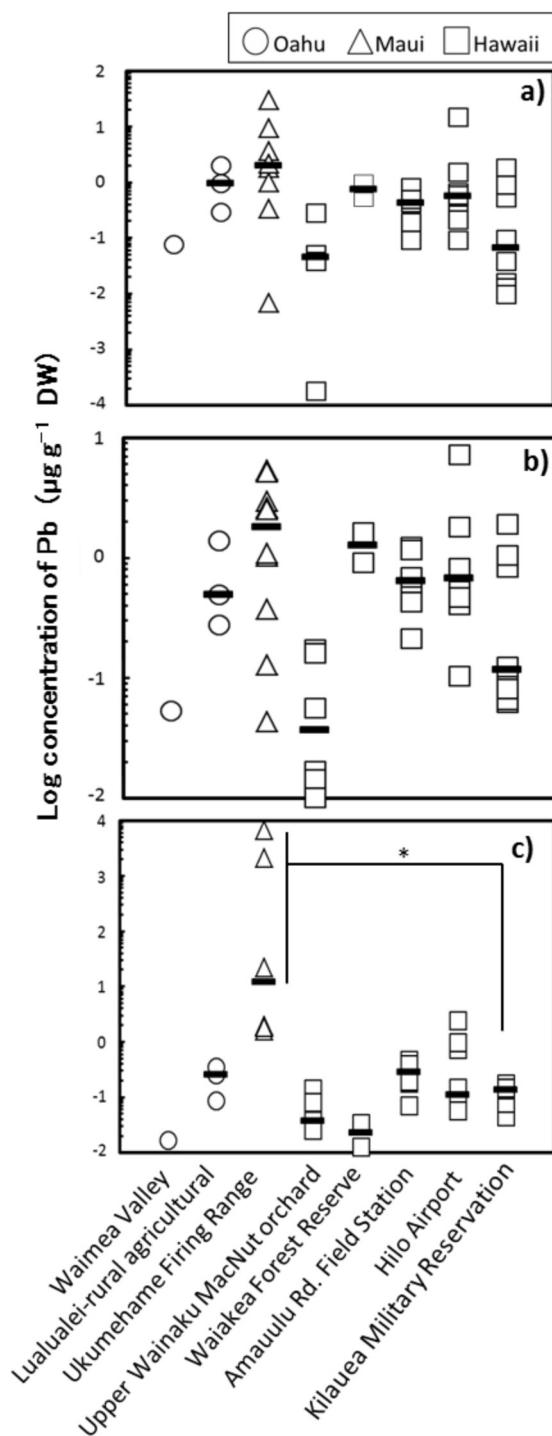 Oahu Maui Hawaii
a)
2
1
0
-1
-2
-3
-4
b)
1
0
-1
-2
c)
4
3
2
1
0
-1
-2
*
Log concentration of Pb (µg g⁻¹ DW)
Waimea Valley
Lualualei-rural agricultural
Ukumehame Firing Range
Upper Wainaku MacNut orchard
Waiakea Forest Reserve
Amauulu Rd. Field Station
Hilo Airport
Kilauea Military Reservation